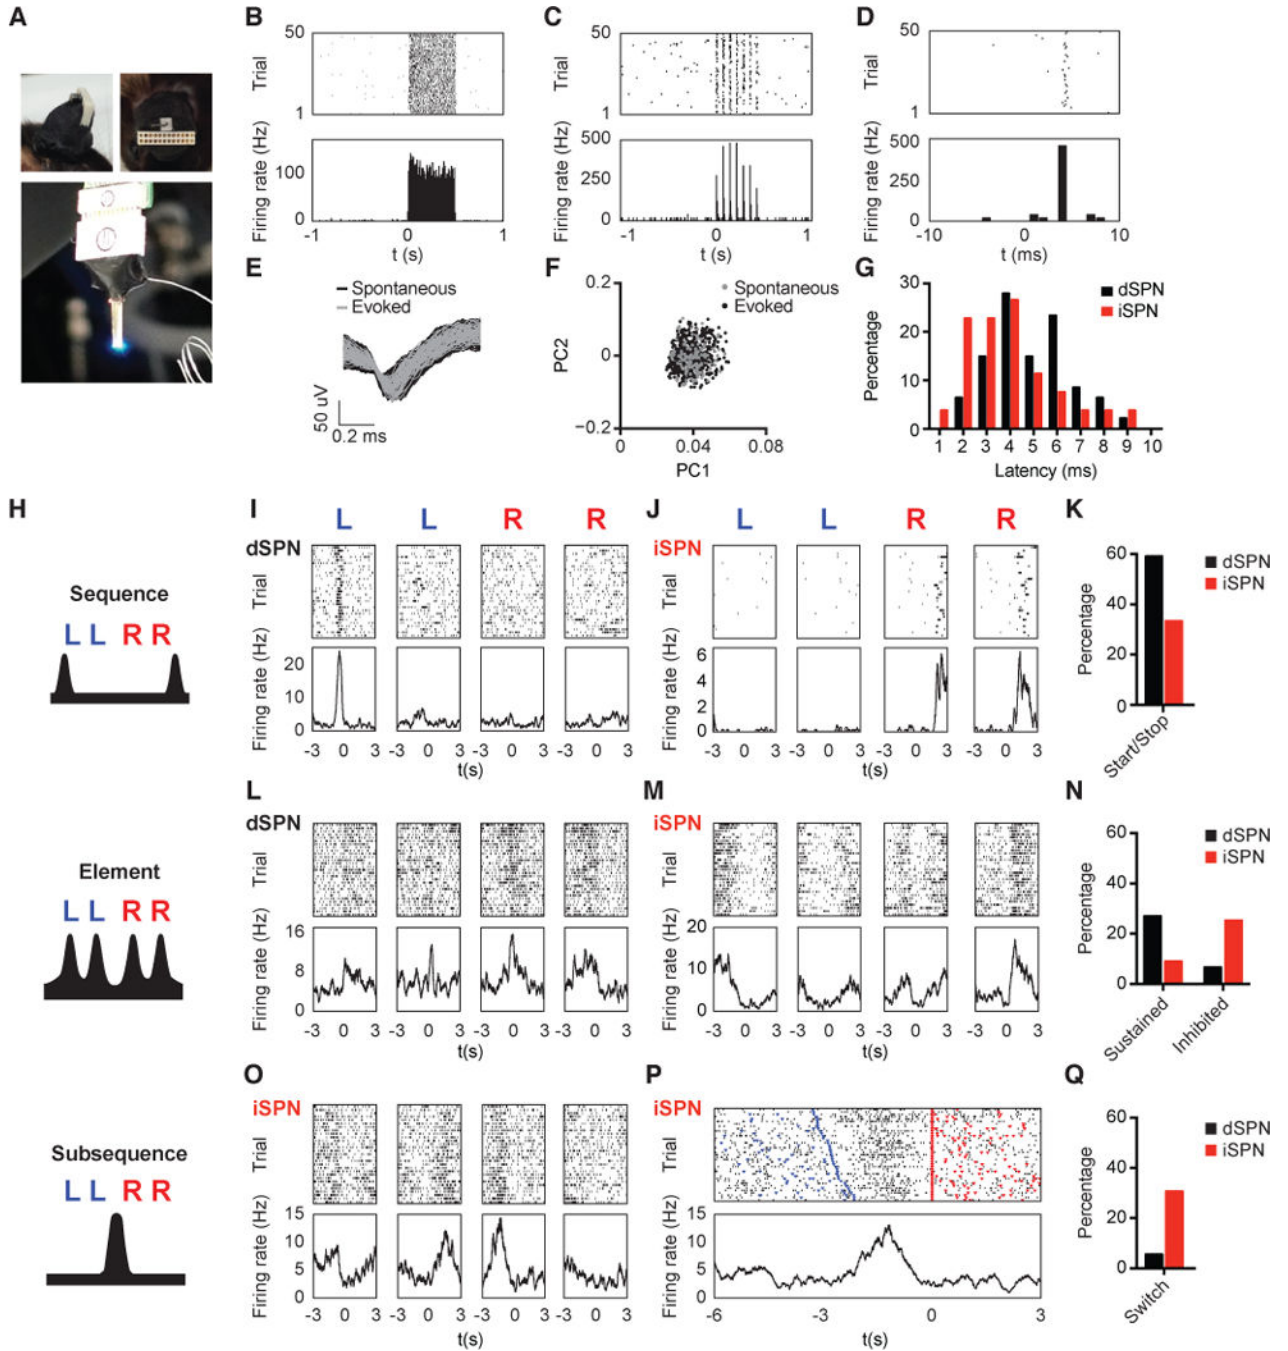 A
B
50
Trial
1
Firing rate (Hz)
100
0
-1 0 1
t (s)
C
50
Trial
1
Firing rate (Hz)
500
250
0
-1 0 1
t (s)
D
50
Trial
1
Firing rate (Hz)
500
250
0
-10 0 10
t (ms)
E
Spontaneous
Evoked
50 uV
0.2 ms
F
0.2
0
−0.2
PC2
Spontaneous
Evoked
0 0.04 0.08
PC1
G
30
20
10
0
Percentage
dSPN
iSPN
1 2 3 4 5 6 7 8 9 10
Latency (ms)
H
Sequence
L L R R
I
L L R R
dSPN
Trial
Firing rate (Hz)
20
10
0
-3 0 3 -3 0 3 -3 0 3 -3 0 3
t(s)
J
L L R R
iSPN
Trial
Firing rate (Hz)
6
4
2
0
-3 0 3 -3 0 3 -3 0 3 -3 0 3
t(s)
K
60
40
20
0
Percentage
dSPN
iSPN
Start/Stop
Element
L L R R
L
dSPN
Trial
Firing rate (Hz)
16
8
0
-3 0 3 -3 0 3 -3 0 3 -3 0 3
t(s)
M
iSPN
Trial
Firing rate (Hz)
20
10
0
-3 0 3 -3 0 3 -3 0 3 -3 0 3
t(s)
N
60
40
20
0
Percentage
dSPN
iSPN
Sustained
Inhibited
Subsequence
L L R R
O
iSPN
Trial
Firing rate (Hz)
15
10
5
0
-3 0 3 -3 0 3 -3 0 3 -3 0 3
t(s)
P
iSPN
Trial
Firing rate (Hz)
15
10
5
0
-6 -3 0 3
t(s)
Q
60
40
20
0
Percentage
dSPN
iSPN
Switch